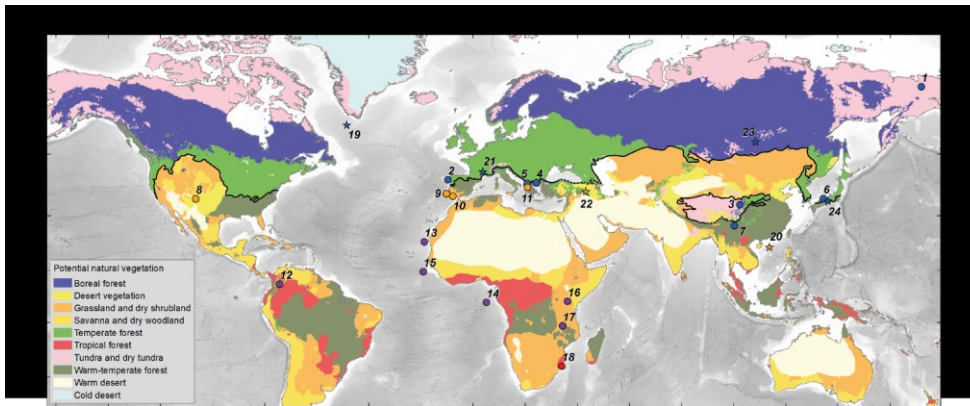 1
23
19
21
2
5 4
8
9
10
11
22
3
6
24
7
20
13
15
12
14
16
17
18
Potential natural vegetation
Boreal forest
Desert vegetation
Grassland and dry shrubland
Savanna and dry woodland
Temperate forest
Tropical forest
Tundra and dry tundra
Warm-temperate forest
Warm desert
Cold desert